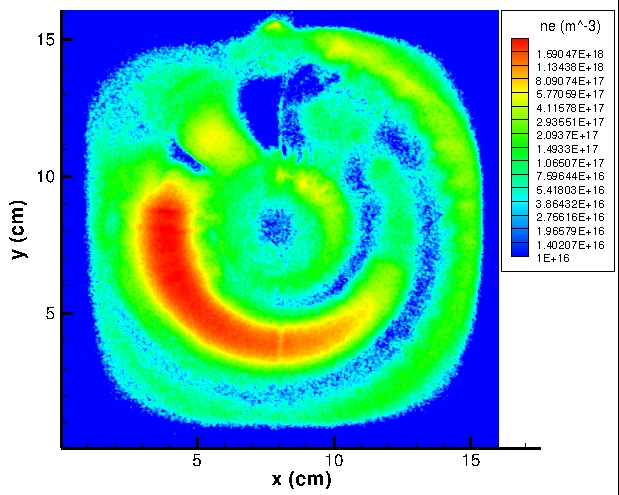 ne (m^-3)
1.59047E+18
1.13438E+18
8.09074E+17
5.77059E+17
4.11578E+17
2.93551E+17
2.0937E+17
1.4933E+17
1.06507E+17
7.59644E+16
5.41803E+16
3.86432E+16
2.75616E+16
1.96579E+16
1.40207E+16
1E+16
15
10
5
y (cm)
5 10 15
x (cm)